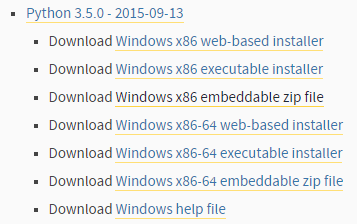 Python 3.5.0 - 2015-09-13
Download Windows x86 web-based installer
Download Windows x86 executable installer
Download Windows x86 embeddable zip file
Download Windows x86-64 web-based installer
Download Windows x86-64 executable installer
Download Windows x86-64 embeddable zip file
Download Windows help file